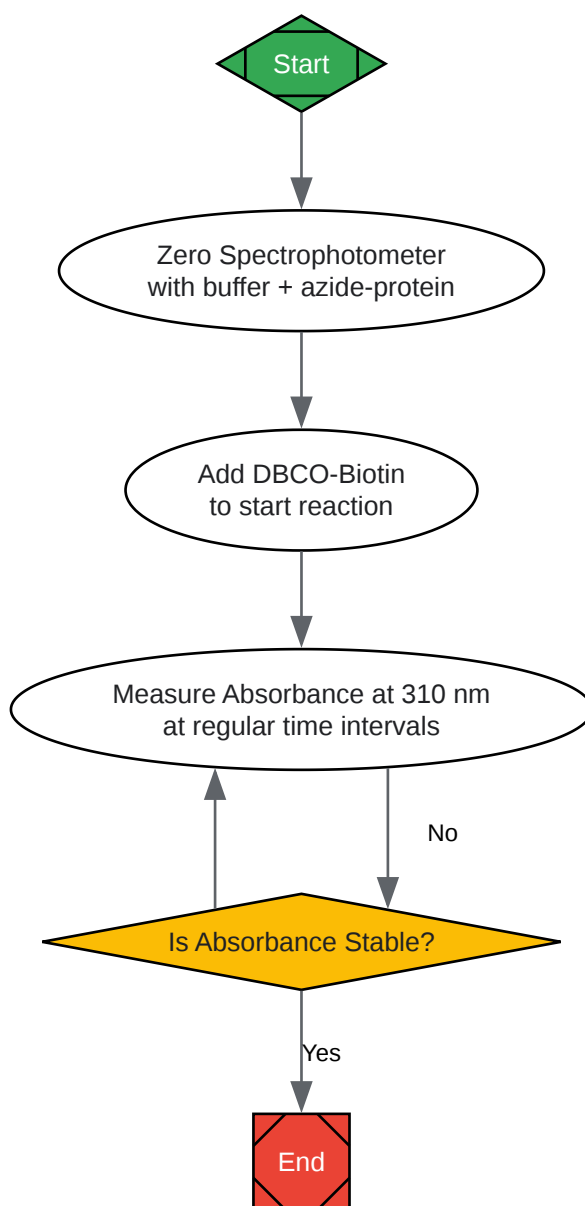 Start
Zero Spectrophotometer
with buffer + azide-protein
Add DBCO-Biotin
to start reaction
Measure Absorbance at 310 nm
at regular time intervals
No
Is Absorbance Stable?
Yes
End